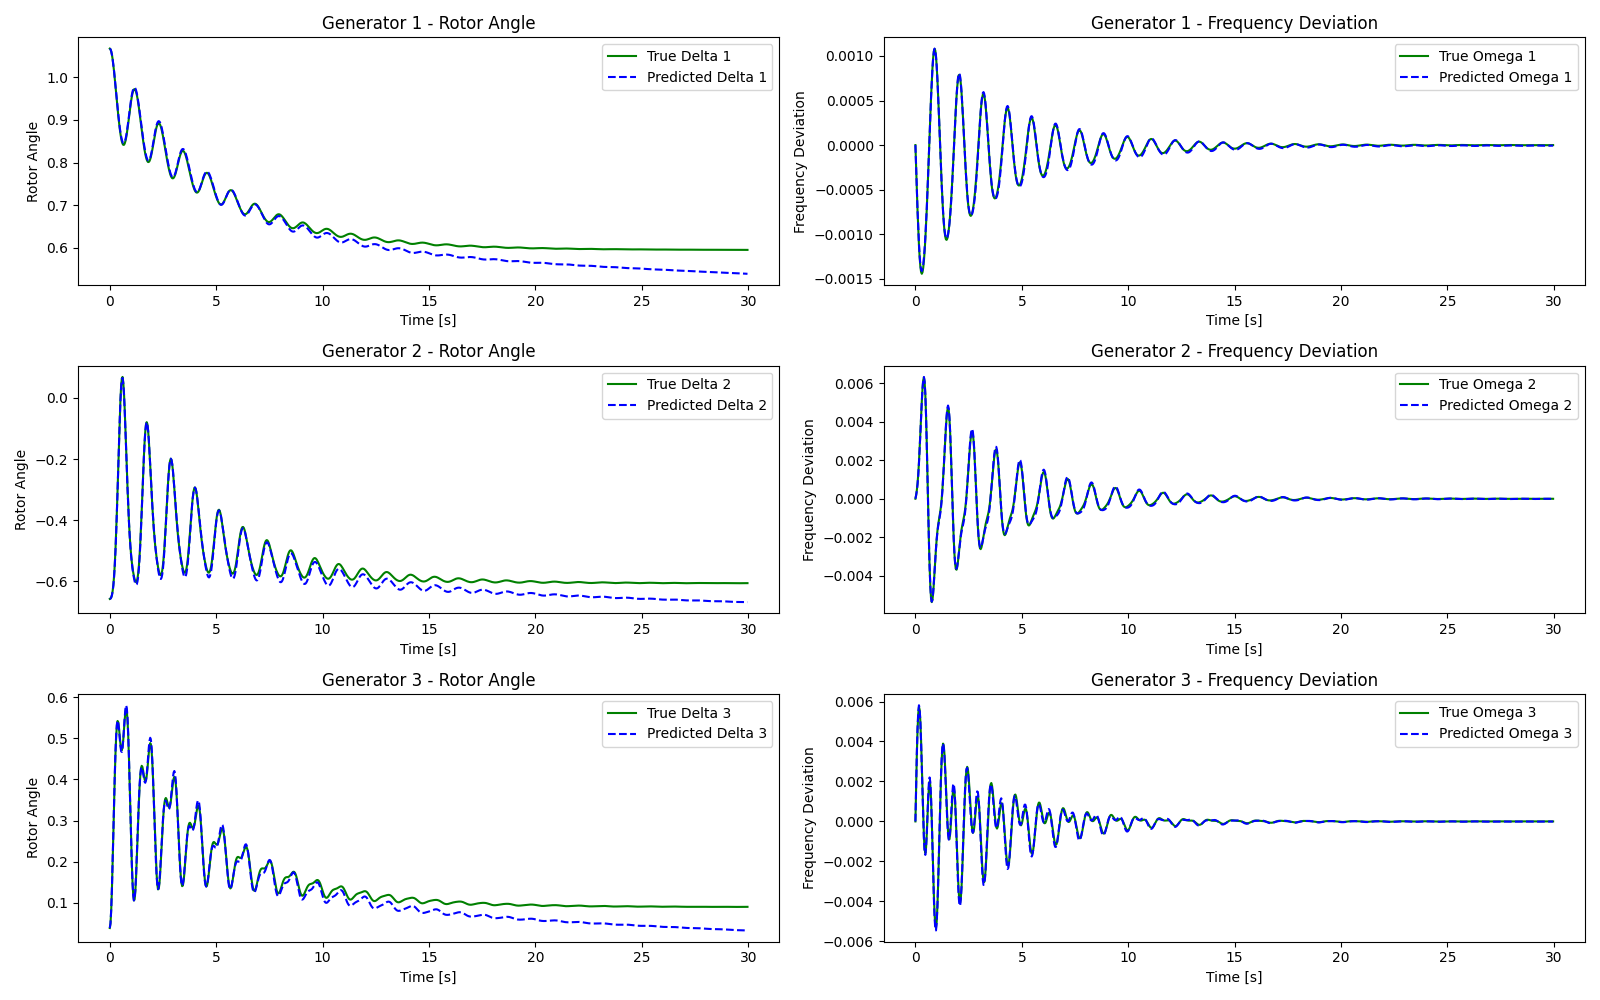 Generator 1 - Rotor Angle
Rotor Angle
1.0
0.9
0.8
0.7
0.6
True Delta 1
Predicted Delta 1
0 5 10 15 20 25 30
Time [s]
Generator 1 - Frequency Deviation
Frequency Deviation
0.0010
0.0005
0.0000
−0.0005
−0.0010
−0.0015
True Omega 1
Predicted Omega 1
0 5 10 15 20 25 30
Time [s]
Generator 2 - Rotor Angle
Rotor Angle
0.0
−0.2
−0.4
−0.6
True Delta 2
Predicted Delta 2
0 5 10 15 20 25 30
Time [s]
Generator 2 - Frequency Deviation
Frequency Deviation
0.006
0.004
0.002
0.000
−0.002
−0.004
True Omega 2
Predicted Omega 2
0 5 10 15 20 25 30
Time [s]
Generator 3 - Rotor Angle
Rotor Angle
0.6
0.5
0.4
0.3
0.2
0.1
True Delta 3
Predicted Delta 3
0 5 10 15 20 25 30
Time [s]
Generator 3 - Frequency Deviation
Frequency Deviation
0.006
0.004
0.002
0.000
−0.002
−0.004
−0.006
True Omega 3
Predicted Omega 3
0 5 10 15 20 25 30
Time [s]